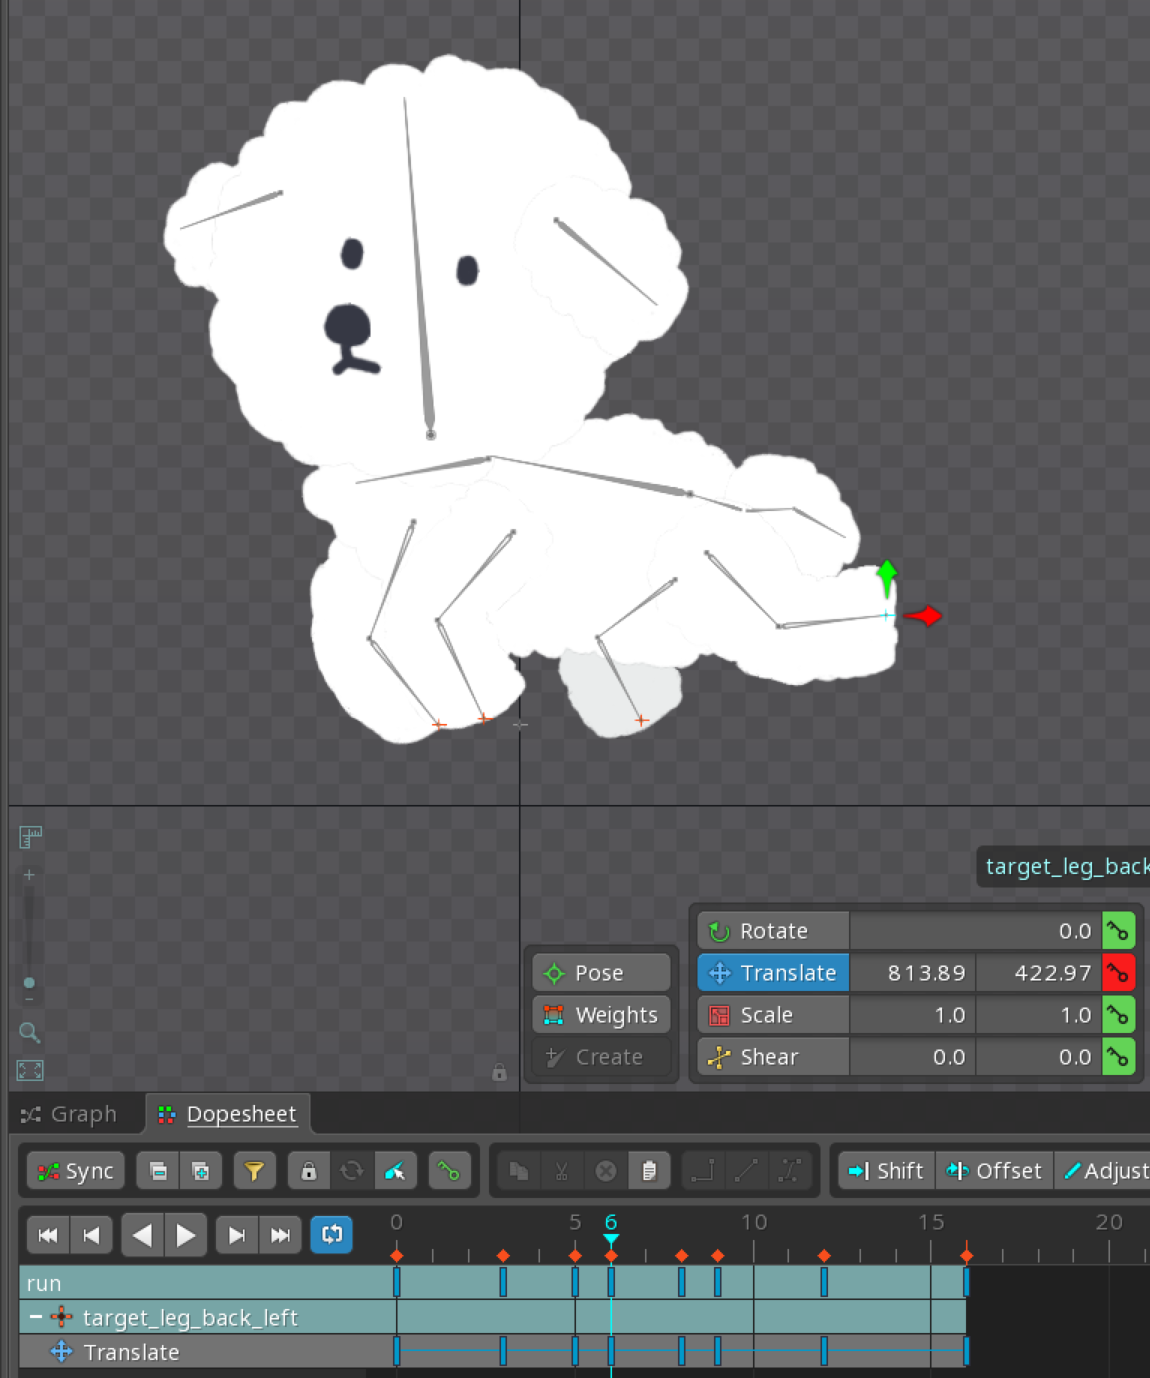 target_leg_back
Rotate 0.0
Pose Translate 813.89 422.97
Weights Scale 1.0 1.0
Create Shear 0.0 0.0
Graph Dopesheet
Sync Shift Offset Adjust
0 5 6 10 15 20
run
target_leg_back_left
Translate